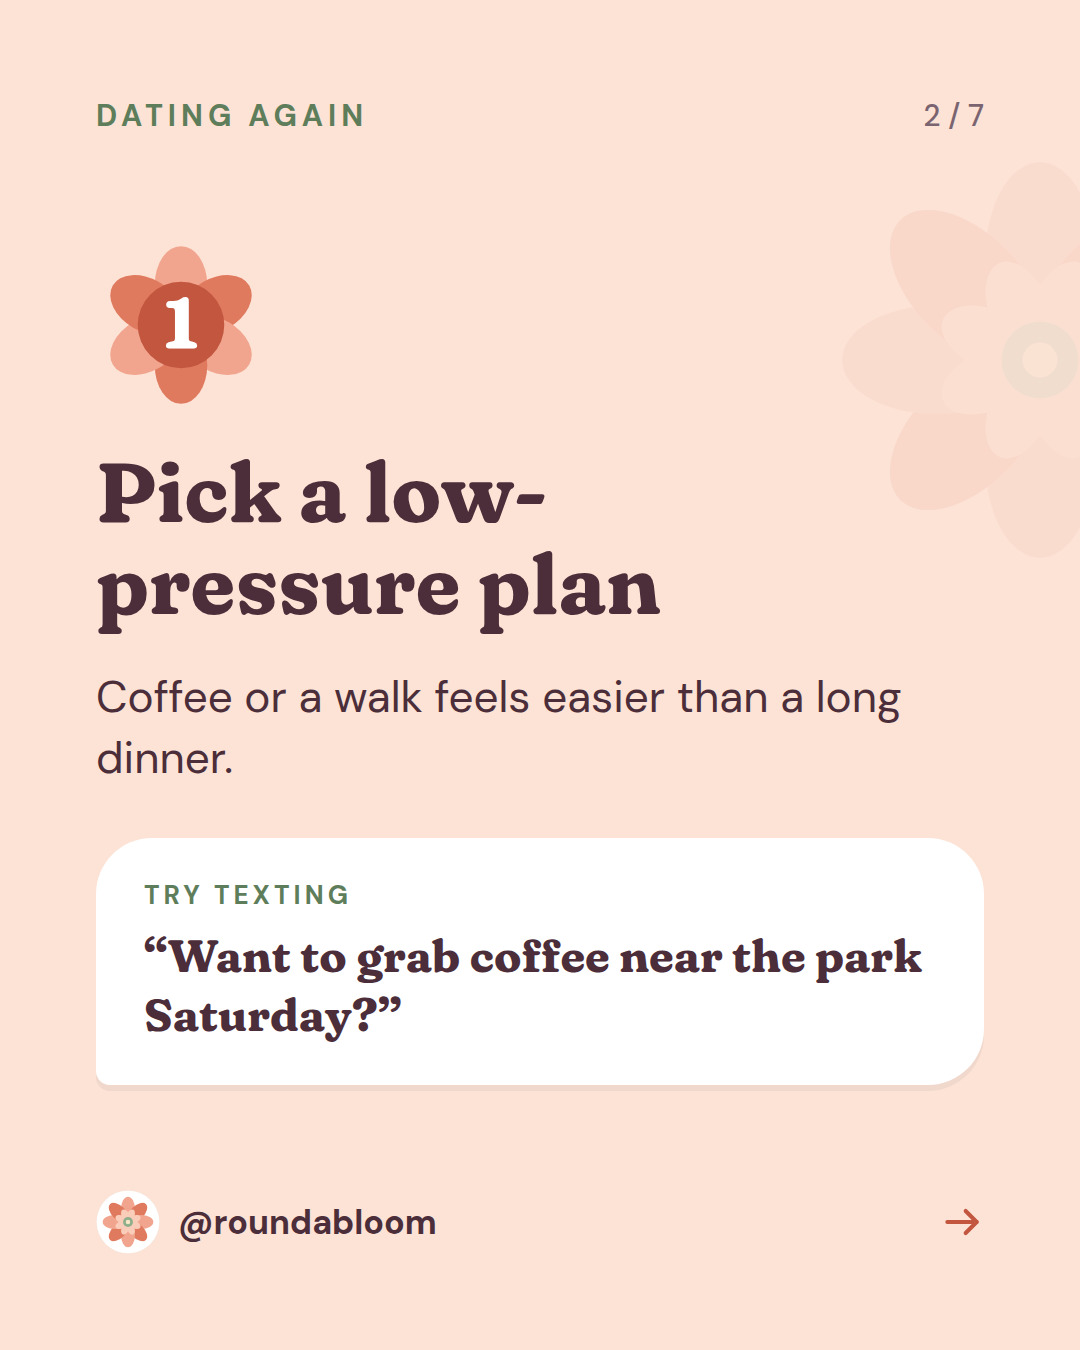 DATING AGAIN
2 / 7
1
Pick a low-
pressure plan
Coffee or a walk feels easier than a long
dinner.
TRY TEXTING
“Want to grab coffee near the park
Saturday?”
@roundabloom